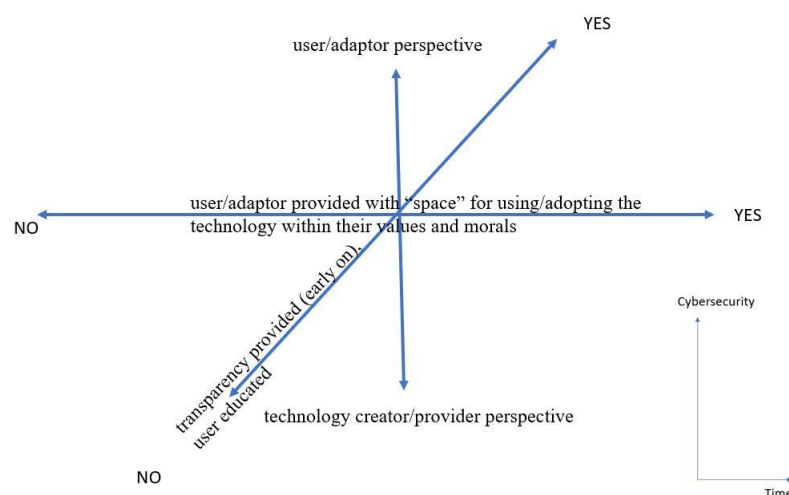 YES
user/adaptor perspective
user/adaptor provided with “space” for using/adopting the
technology within their values and morals
NO
YES
transparency provided (early on),
user educated
Cybersecurity
technology creator/provider perspective
NO
Time